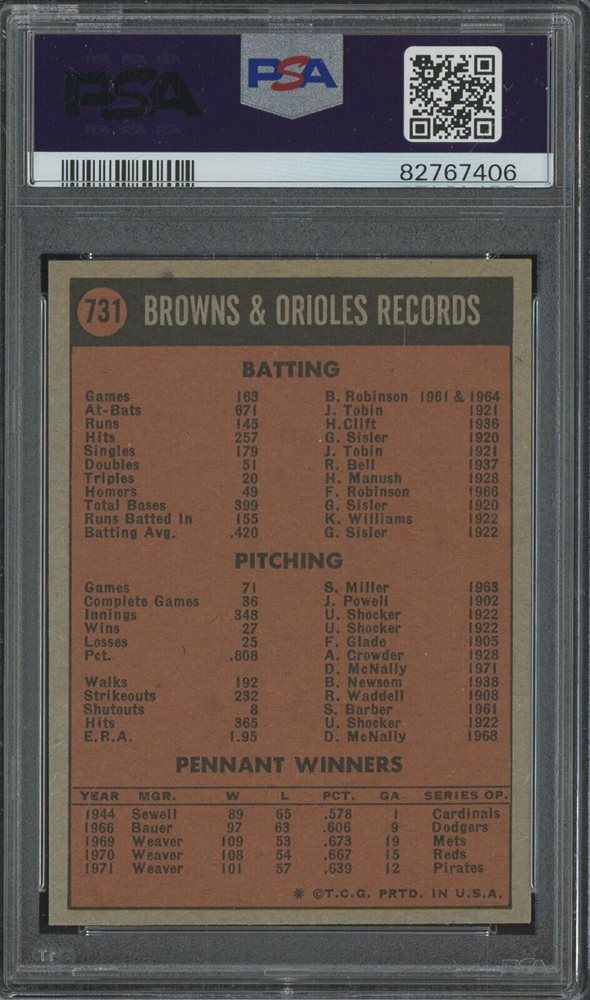 PSA
PSA
82767406
731 BROWNS & ORIOLES RECORDS
BATTING
Games 163 B. Robinson 1961 & 1964
At-Bats 671 J. Tobin 1921
Runs 145 H.Clift 1936
Hits 257 G. Sisler 1920
Singles 179 J. Tobin 1921
Doubles 51 R. Bell 1937
Triples 20 H. Manush 1928
Homers 49 F. Robinson 1966
Total Bases 399 G. Sisler 1920
Runs Batted In 155 K. Williams 1922
Batting Avg. .420 G. Sisler 1922
PITCHING
Games 71 S. Miller 1963
Complete Games 36 J. Powell 1902
Innings 348 U. Shocker 1922
Wins 27 U. Shocker 1922
Losses 25 F. Glade 1905
Pct. .808 A. Crowder 1928
D. McNally 1971
Walks 192 B. Newsom 1938
Strikeouts 232 R. Waddell 1908
Shutouts 8 S. Barber 1961
Hits 365 U. Shocker 1922
E.R.A. 1.95 D. McNally 1968
PENNANT WINNERS
YEAR MGR. W L PCT. GA SERIES OP.
1944 Sewell 89 65 .578 1 Cardinals
1966 Bauer 97 63 .606 9 Dodgers
1969 Weaver 109 53 .673 19 Mets
1970 Weaver 108 54 .667 15 Reds
1971 Weaver 101 57 .639 12 Pirates
* ©T.C.G. PRTD. IN U.S.A.